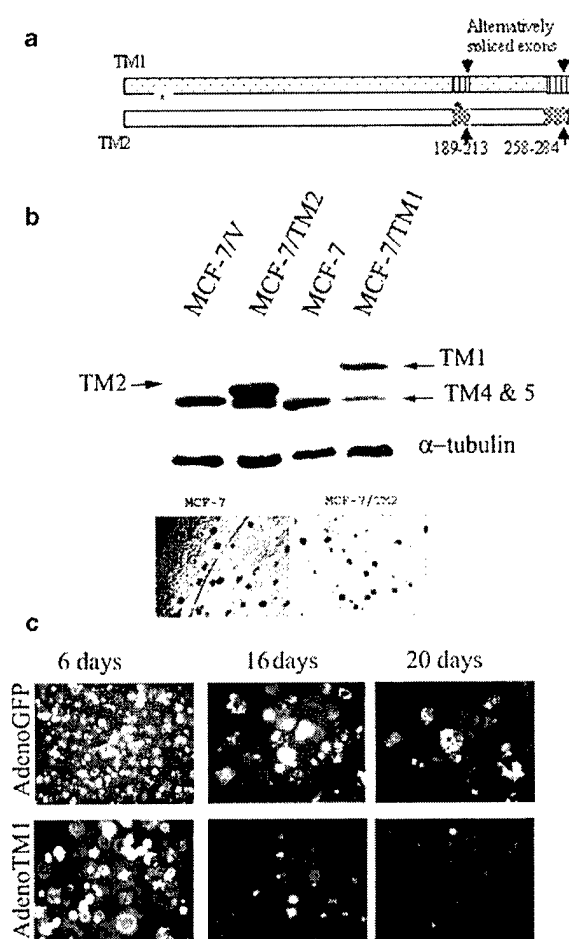 a
Alternatively
spliced exons
TM1
*
TM2
189-213 258-284
b
MCF-7/V
MCF-7/TM2
MCF-7
MCF-7/TM1
TM2
TM1
TM4 & 5
α-tubulin
MCF-7 MCF-7/TM2
c
6 days 16 days 20 days
AdenoGFP
AdenoTM1